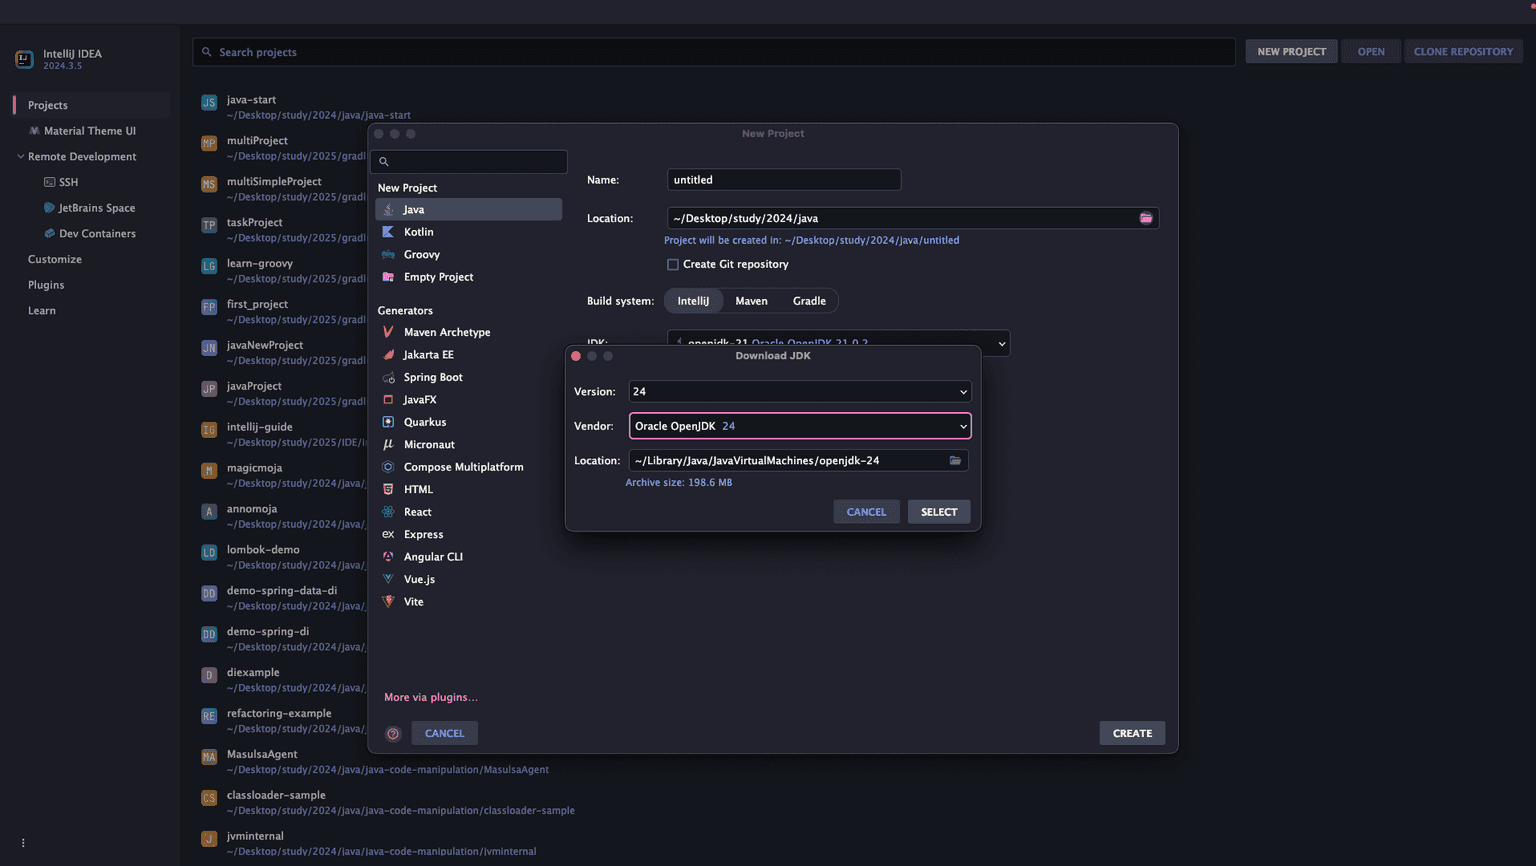 IntelliJ IDEA
2024.3.5
Search projects
NEW PROJECT
OPEN
CLONE REPOSITORY
Projects
Material Theme UI
Remote Development
SSH
JetBrains Space
Dev Containers
Customize
Plugins
Learn
JS
java-start
~/Desktop/study/2024/java/java-start
MP
multiProject
~/Desktop/study/2025/gradl
MS
multiSimpleProject
~/Desktop/study/2025/gradl
TP
taskProject
~/Desktop/study/2025/gradl
LG
learn-groovy
~/Desktop/study/2025/gradl
FP
first_project
~/Desktop/study/2025/gradl
JN
javaNewProject
~/Desktop/study/2025/gradl
JP
javaProject
~/Desktop/study/2025/gradl
IG
intellij-guide
~/Desktop/study/2025/IDE/i
M
magicmoja
~/Desktop/study/2024/java/
A
annomoja
~/Desktop/study/2024/java/
LD
lombok-demo
~/Desktop/study/2024/java/
DD
demo-spring-data-di
~/Desktop/study/2024/java/
DD
demo-spring-di
~/Desktop/study/2024/java/
D
diexample
~/Desktop/study/2024/java/
RE
refactoring-example
~/Desktop/study/2024/java/
MA
MasulsaAgent
~/Desktop/study/2024/java/java-code-manipulation/MasulsaAgent
CS
classloader-sample
~/Desktop/study/2024/java/java-code-manipulation/classloader-sample
J
jvminternal
~/Desktop/study/2024/java/java-code-manipulation/jvminternal
New Project
New Project
Java
Kotlin
Groovy
Empty Project
Generators
Maven Archetype
Jakarta EE
Spring Boot
JavaFX
Quarkus
Micronaut
Compose Multiplatform
HTML
React
ex Express
Angular CLI
Vue.js
Vite
More via plugins...
CANCEL
Name: untitled
Location: ~/Desktop/study/2024/java
Project will be created in: ~/Desktop/study/2024/java/untitled
Create Git repository
Build system: IntelliJ Maven Gradle
JDK: openjdk-21 Oracle OpenJDK 21.0.2
CREATE
Download JDK
Version: 24
Vendor: Oracle OpenJDK 24
Location: ~/Library/Java/JavaVirtualMachines/openjdk-24
Archive size: 198.6 MB
CANCEL
SELECT